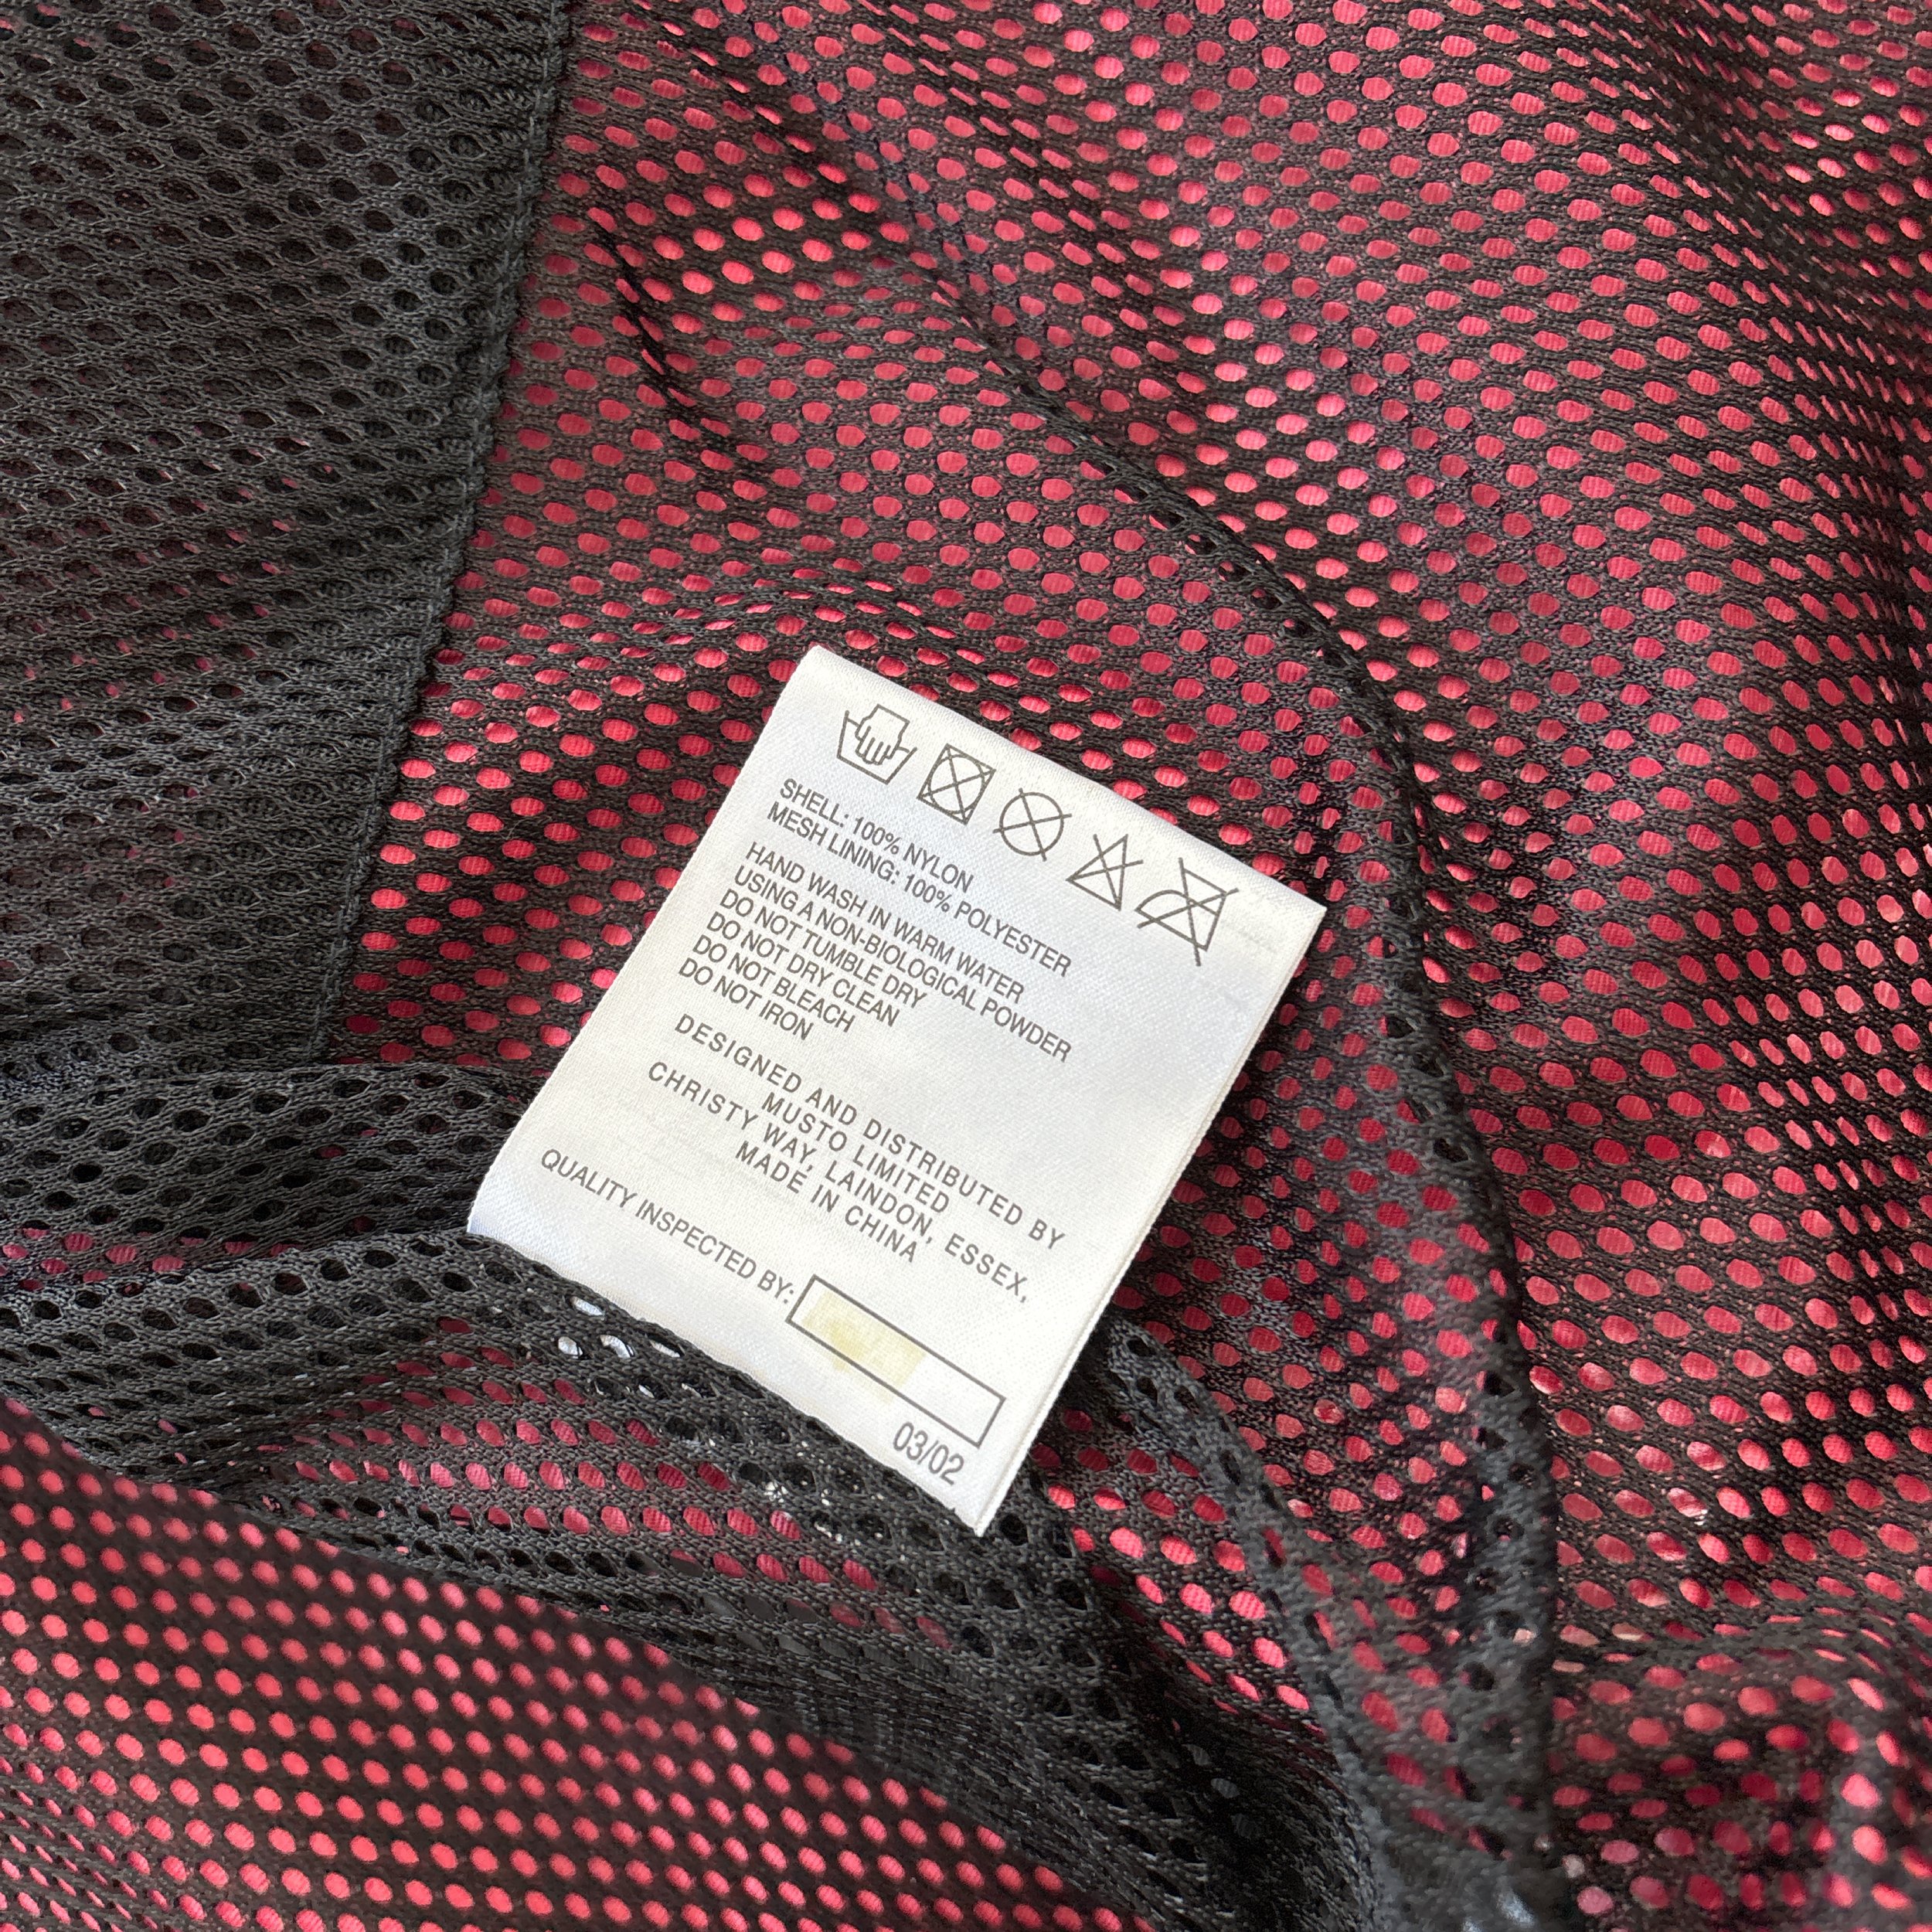 SHELL: 100% NYLON
MESH LINING: 100% POLYESTER
HAND WASH IN WARM WATER
USING A NON-BIOLOGICAL POWDER
DO NOT TUMBLE DRY
DO NOT DRY CLEAN
DO NOT BLEACH
DO NOT IRON
DESIGNED AND DISTRIBUTED BY
MUSTO LIMITED
CHRISTY WAY, LAINDON, ESSEX,
MADE IN CHINA
QUALITY INSPECTED BY:
03/02